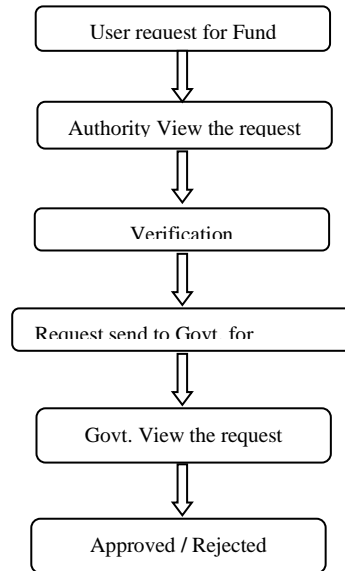 User request for Fund
Authority View the request
Verification
Request send to Govt. for
Govt. View the request
Approved / Rejected